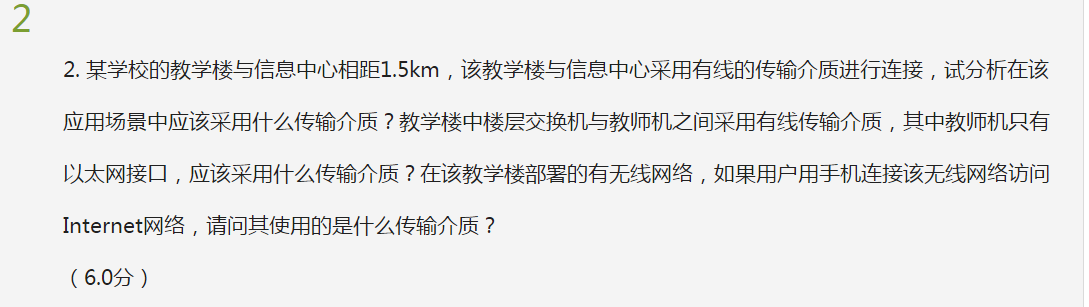 2
2. 某学校的教学楼与信息中心相距1.5km，该教学楼与信息中心采用有线的传输介质进行连接，试分析在该
应用场景中应该采用什么传输介质？教学楼中楼层交换机与教师机之间采用有线传输介质，其中教师机只有
以太网接口，应该采用什么传输介质？在该教学楼部署的有无线网络，如果用户用手机连接该无线网络访问
Internet网络，请问其使用的是什么传输介质？
（6.0分）